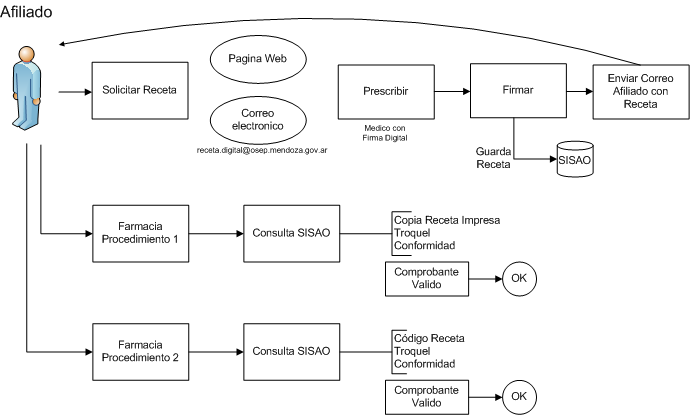 Afiliado
Solicitar Receta
Pagina Web
Correo
electronico
receta.digital@osep.mendoza.gov.ar
Prescribir
Medico con
Firma Digital
Firmar
Enviar Correo
Afiliado con
Receta
Guarda
Receta
SISAO
Farmacia
Procedimiento 1
Consulta SISAO
Copia Receta Impresa
Troquel
Conformidad
Comprobante
Valido
OK
Farmacia
Procedimiento 2
Consulta SISAO
Código Receta
Troquel
Conformidad
Comprobante
Valido
OK